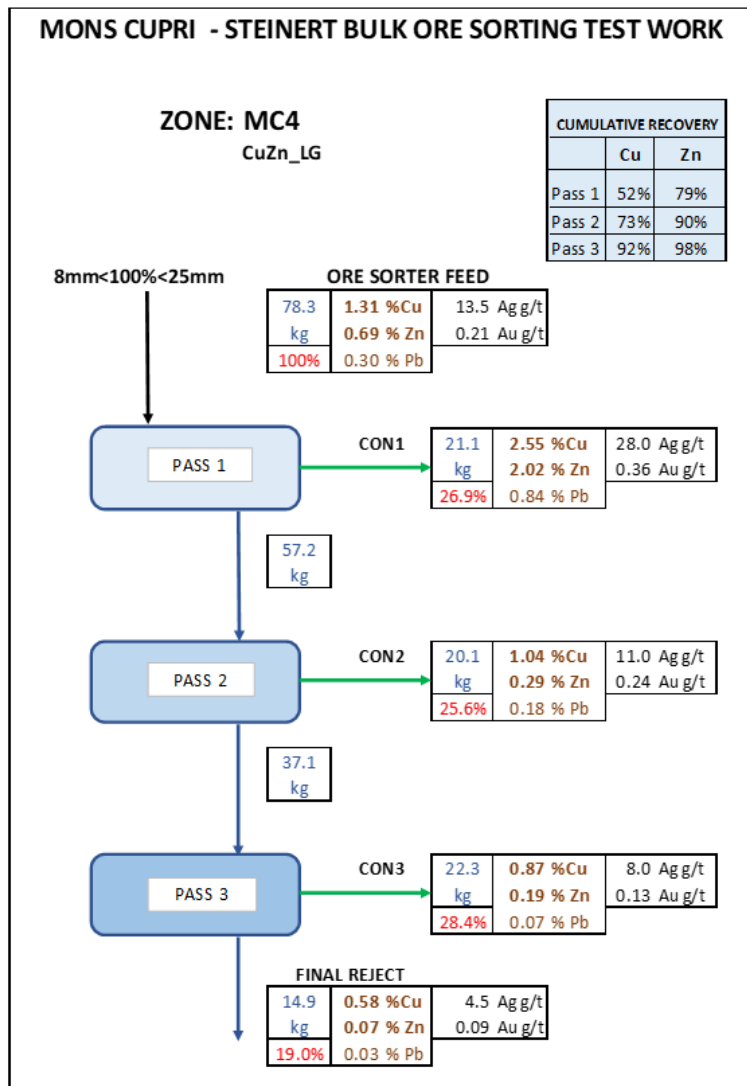 MONS CUPRI - STEINERT BULK ORE SORTING TEST WORK
ZONE: MC4
CuZn_LG
CUMULATIVE RECOVERY
Cu Zn
Pass 1 52% 79%
Pass 2 73% 90%
Pass 3 92% 98%
8mm<100%<25mm
ORE SORTER FEED
78.3 1.31 %Cu 13.5 Ag g/t
kg 0.69 % Zn 0.21 Au g/t
100% 0.30 % Pb
PASS 1
CON1
21.1 2.55 %Cu 28.0 Ag g/t
kg 2.02 % Zn 0.36 Au g/t
26.9% 0.84 % Pb
57.2
kg
PASS 2
CON2
20.1 1.04 %Cu 11.0 Ag g/t
kg 0.29 % Zn 0.24 Au g/t
25.6% 0.18 % Pb
37.1
kg
PASS 3
CON3
22.3 0.87 %Cu 8.0 Ag g/t
kg 0.19 % Zn 0.13 Au g/t
28.4% 0.07 % Pb
FINAL REJECT
14.9 0.58 %Cu 4.5 Ag g/t
kg 0.07 % Zn 0.09 Au g/t
19.0% 0.03 % Pb